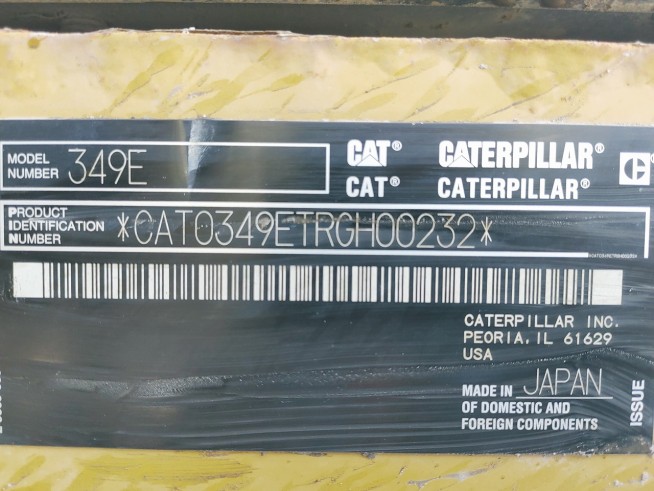 MODEL
NUMBER 349E
CAT® CATERPILLAR® C®
CAT® CATERPILLAR®
PRODUCT
IDENTIFICATION
NUMBER *CAT0349ETRGH00232*
CATERPILLAR INC.
PEORIA, IL 61629
USA
MADE IN JAPAN
OF DOMESTIC AND
FOREIGN COMPONENTS
ISSUE